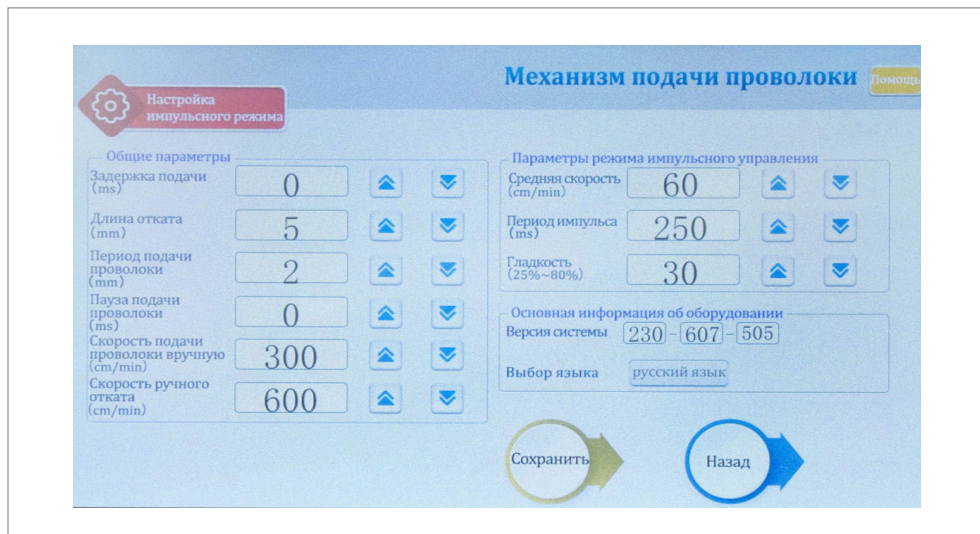 Механизм подачи проволоки
Помощь
Настройка
импульсного режима
Общие параметры
Задержка подачи
(ms)
0
Длина отката
(mm)
5
Период подачи
проволоки
(mm)
2
Пауза подачи
проволоки
(ms)
0
Скорость подачи
проволоки вручную
(cm/min)
300
Скорость ручного
отката
(cm/min)
600
Параметры режима импульсного управления
Средняя скорость
(cm/min)
60
Период импульса
(ms)
250
Гладкость
(25%~80%)
30
Основная информация об оборудовании
Версия системы 230 - 607 - 505
Выбор языка русский язык
Сохранить
Назад